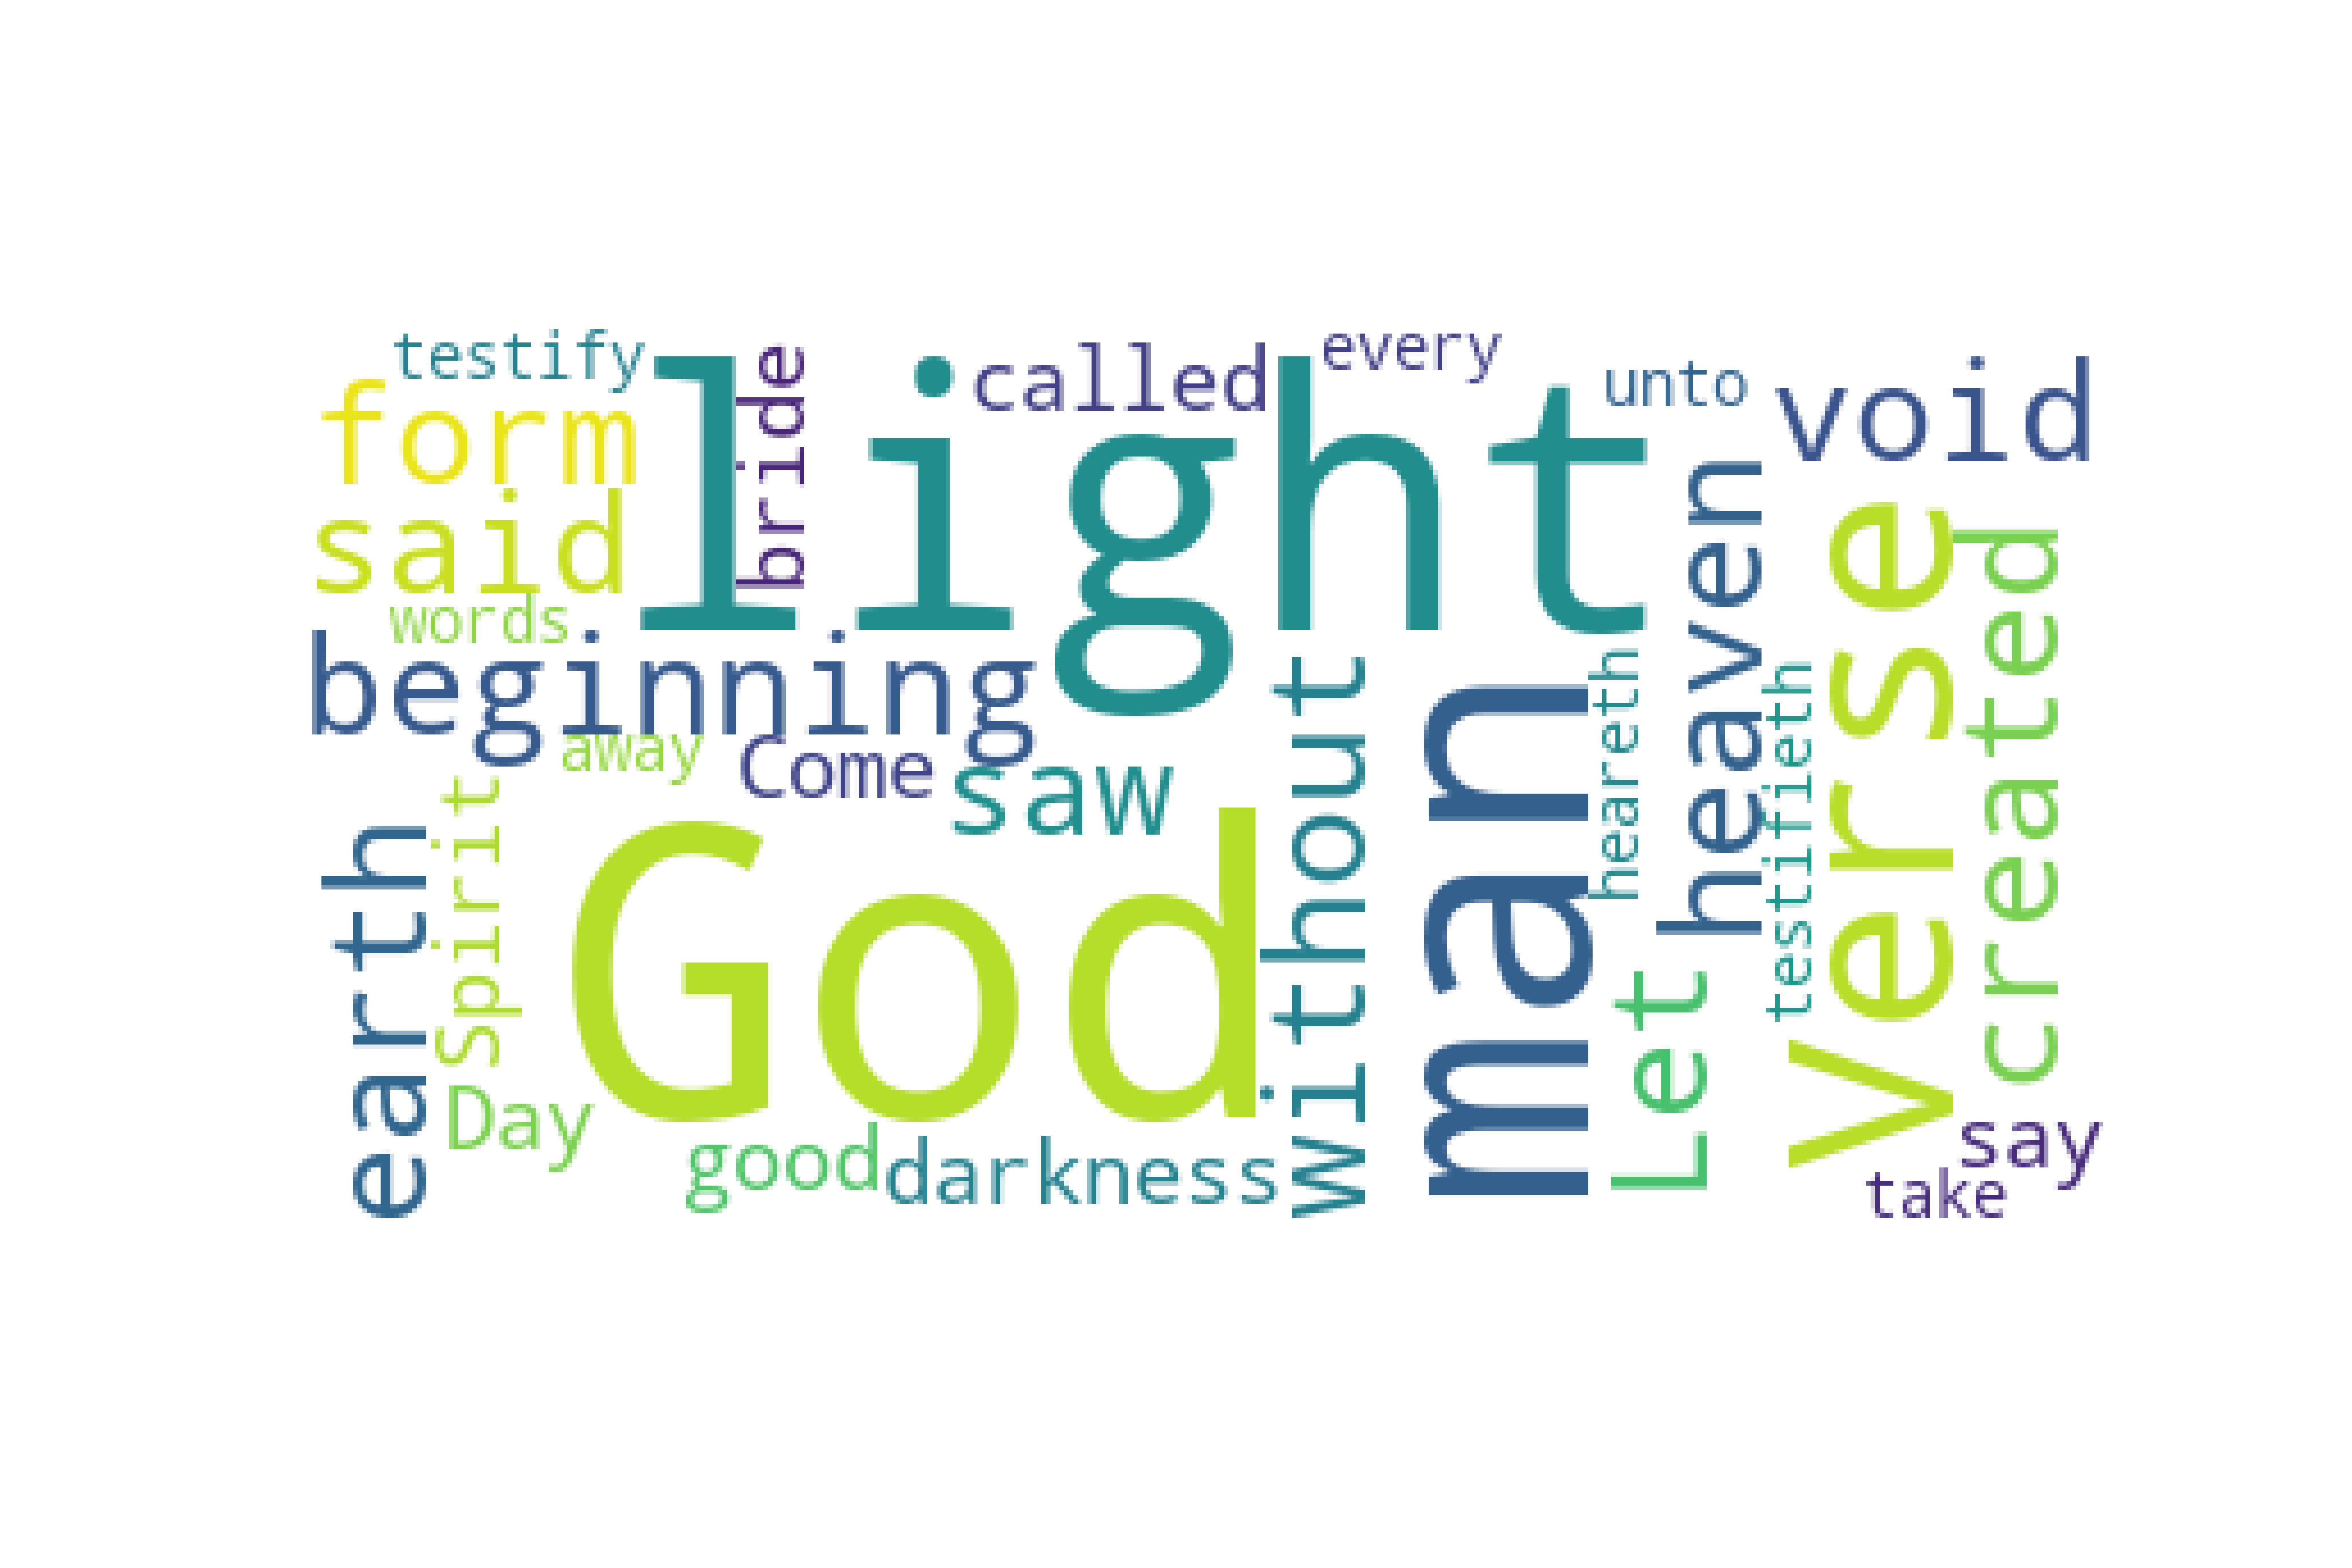 testify
bride
called
every
unto
void
form
light
said
words
beginning
heaven
Verse
created
away
Come
saw
without
man
heareth
testifieth
earth
Spirit
God
Let
Day
good
darkness
say
take